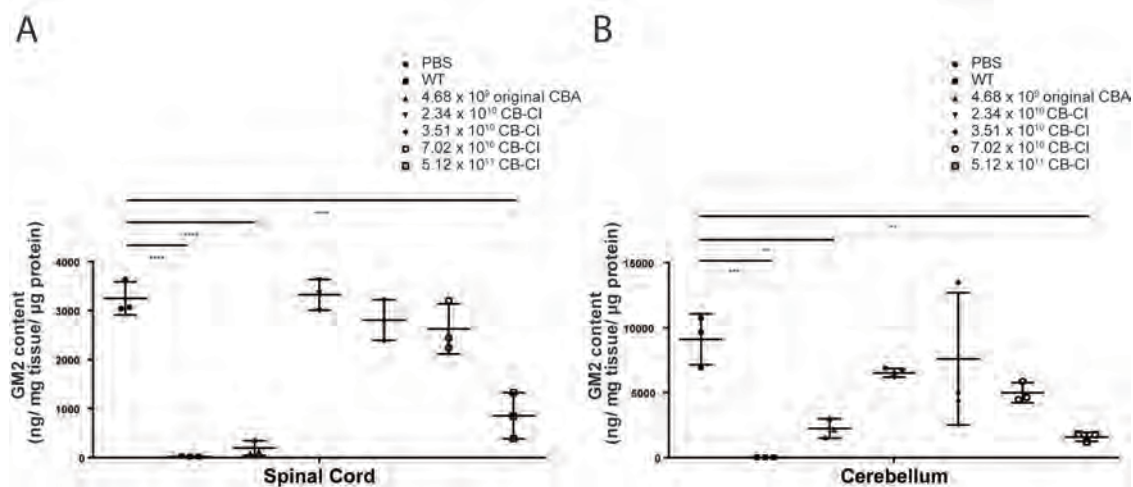 A
PBS
WT
4.68 x 10⁹ original CBA
2.34 x 10¹⁰ CB-CI
3.51 x 10¹⁰ CB-CI
7.02 x 10¹⁰ CB-CI
5.12 x 10¹¹ CB-CI
****
****
4000
3000
2000
1000
0
GM2 content
(ng/ mg tissue/ µg protein)
Spinal Cord
B
PBS
WT
4.68 x 10⁹ original CBA
2.34 x 10¹⁰ CB-CI
3.51 x 10¹⁰ CB-CI
7.02 x 10¹⁰ CB-CI
5.12 x 10¹¹ CB-CI
**
**
***
15000
10000
5000
0
GM2 content
(ng/ mg tissue/ µg protein)
Cerebellum